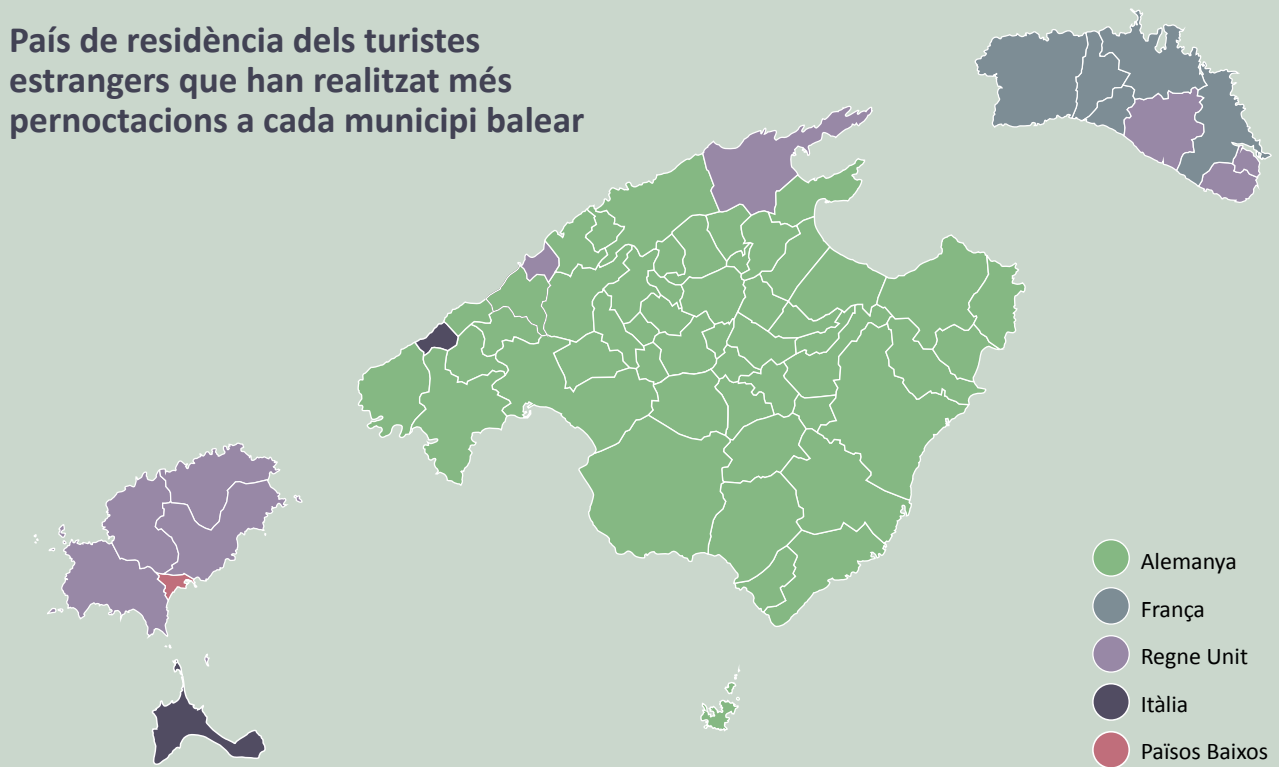 País de residència dels turistes
estrangers que han realitzat més
pernoctacions a cada municipi balear
Alemanya
França
Regne Unit
Itàlia
Països Baixos